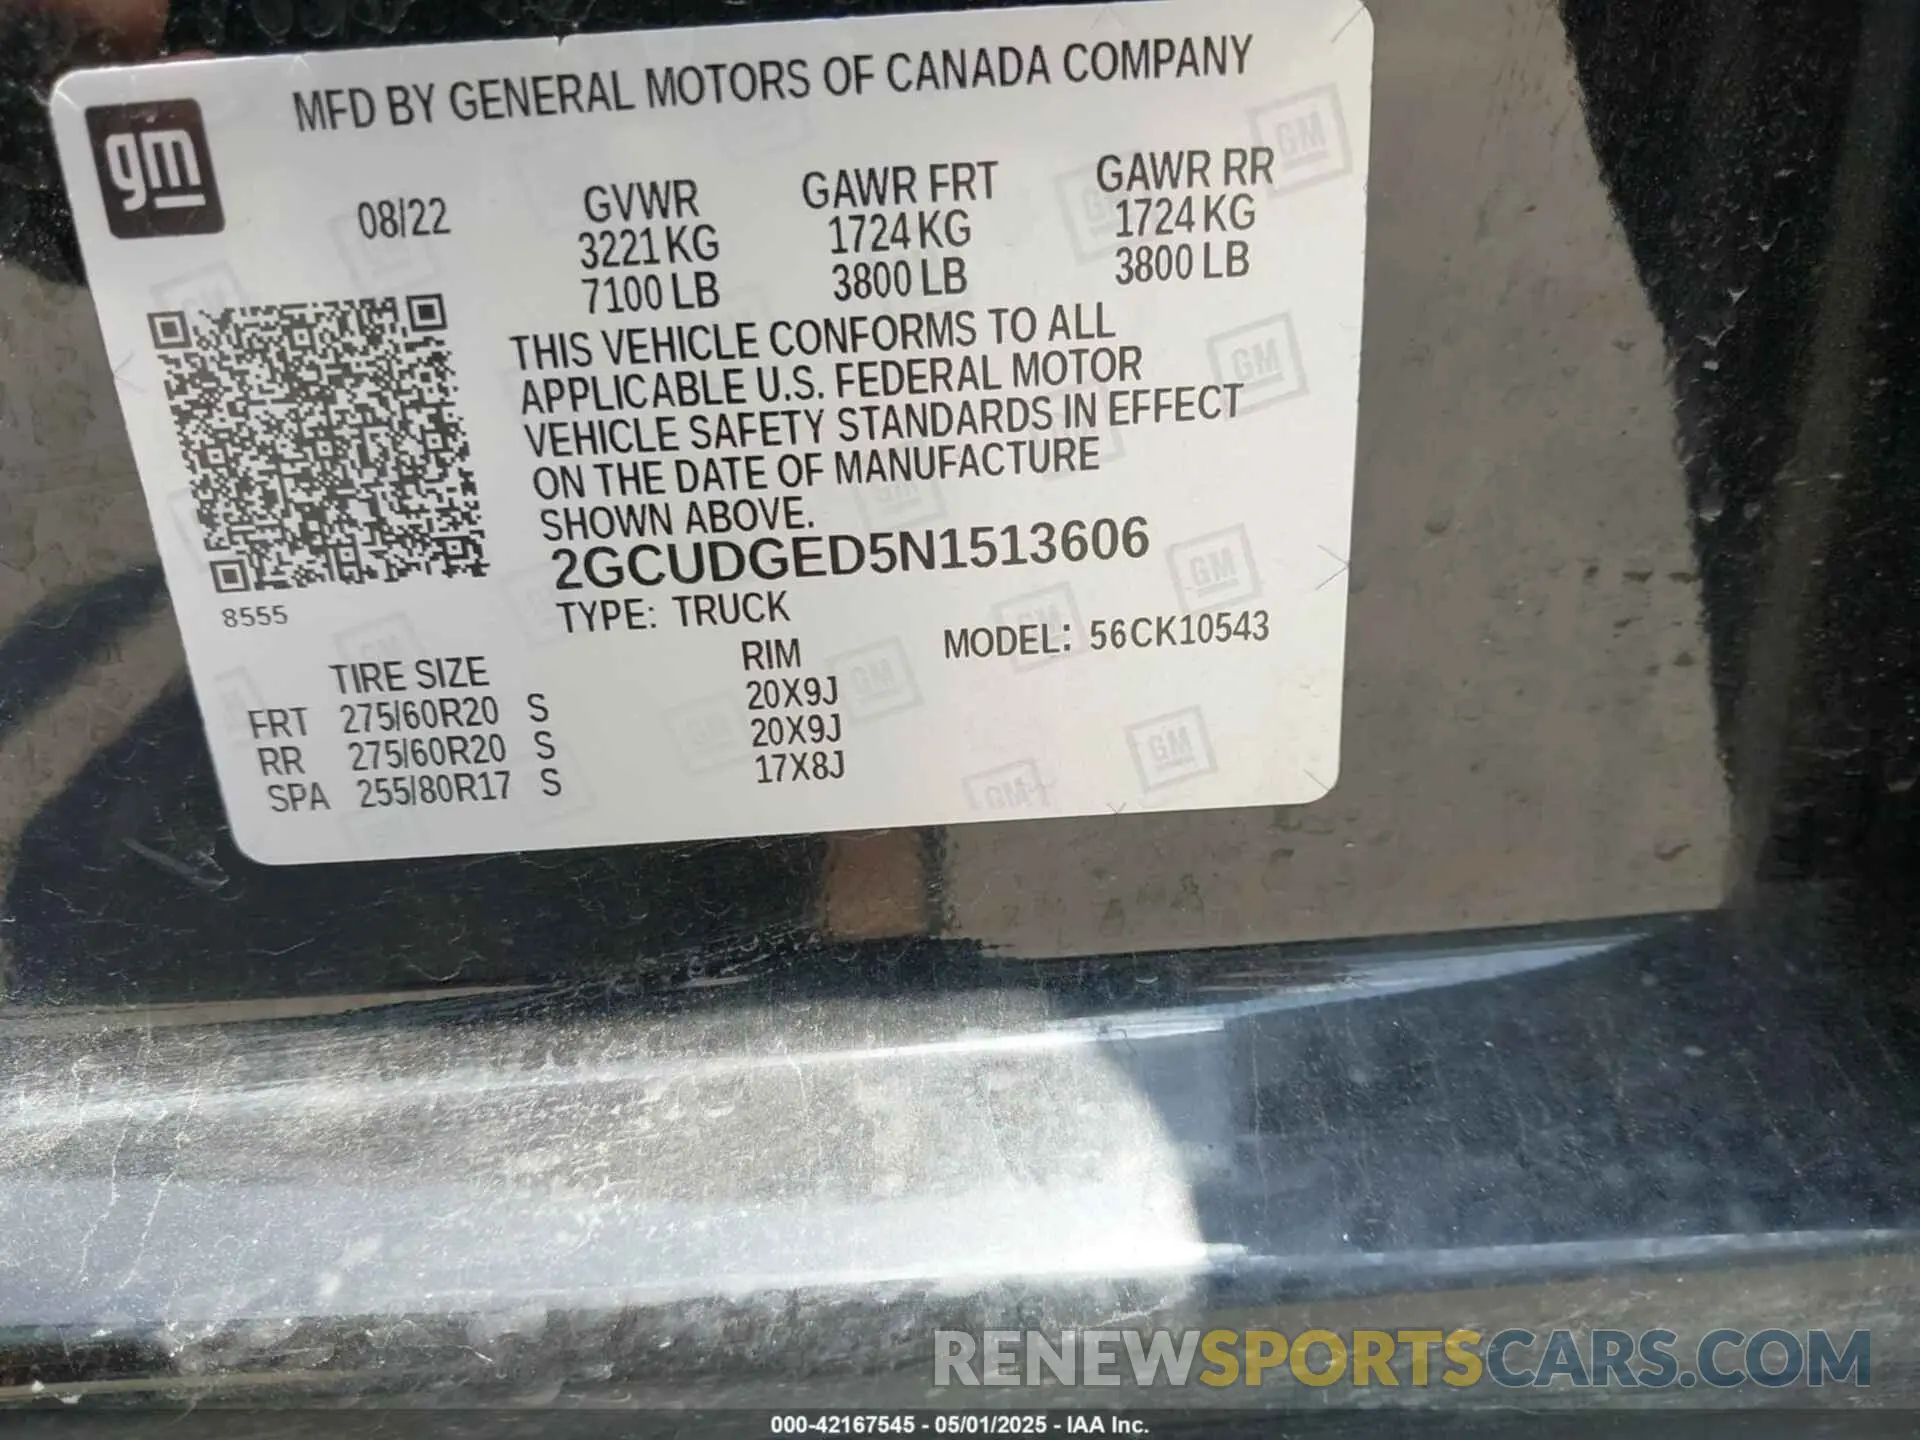 MFD BY GENERAL MOTORS OF CANADA COMPANY
gm
08/22
GVWR GAWR FRT GAWR RR
3221 KG 1724 KG 1724 KG
7100 LB 3800 LB 3800 LB
THIS VEHICLE CONFORMS TO ALL
APPLICABLE U.S. FEDERAL MOTOR
VEHICLE SAFETY STANDARDS IN EFFECT
ON THE DATE OF MANUFACTURE
SHOWN ABOVE.
2GCUDGED5N1513606
8555
TYPE: TRUCK MODEL: 56CK10543
TIRE SIZE RIM
FRT 275/60R20 S 20X9J
RR 275/60R20 S 20X9J
SPA 255/80R17 S 17X8J
RENEWSPORTSCARS.COM
000-42167545 - 05/01/2025 - IAA Inc.